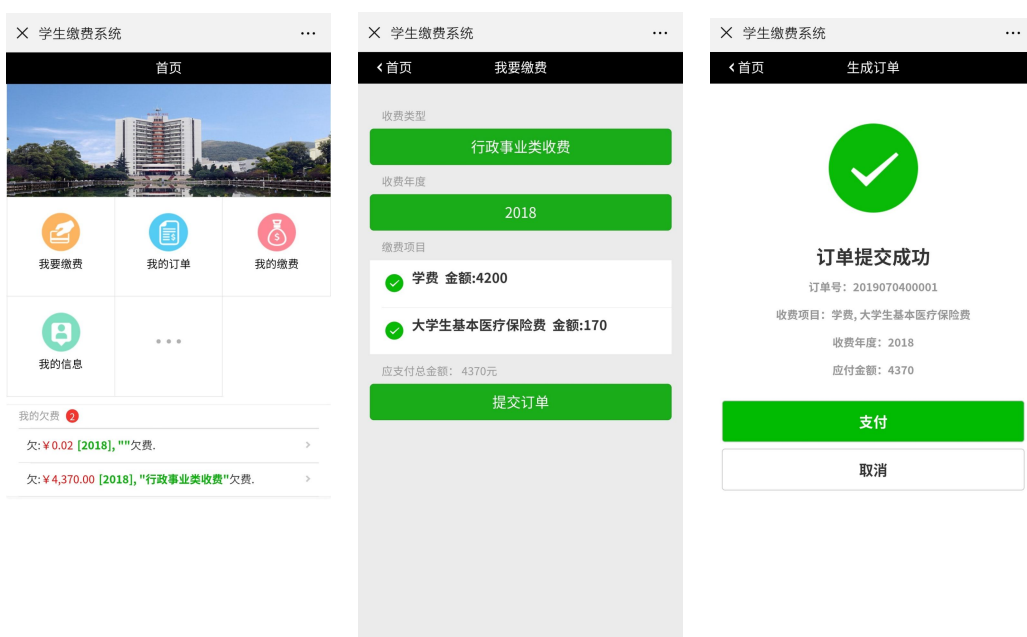 学生缴费系统
首页
我要缴费
我的订单
我的缴费
我的信息
我的欠费 2
欠:￥0.02 [2018], ""欠费.
欠:￥4,370.00 [2018], "行政事业类收费"欠费.
学生缴费系统
首页 我要缴费
收费类型
行政事业类收费
收费年度
2018
缴费项目
学费 金额:4200
大学生基本医疗保险费 金额:170
应支付总金额： 4370元
提交订单
学生缴费系统
首页 生成订单
订单提交成功
订单号：2019070400001
收费项目：学费, 大学生基本医疗保险费
收费年度：2018
应付金额：4370
支付
取消